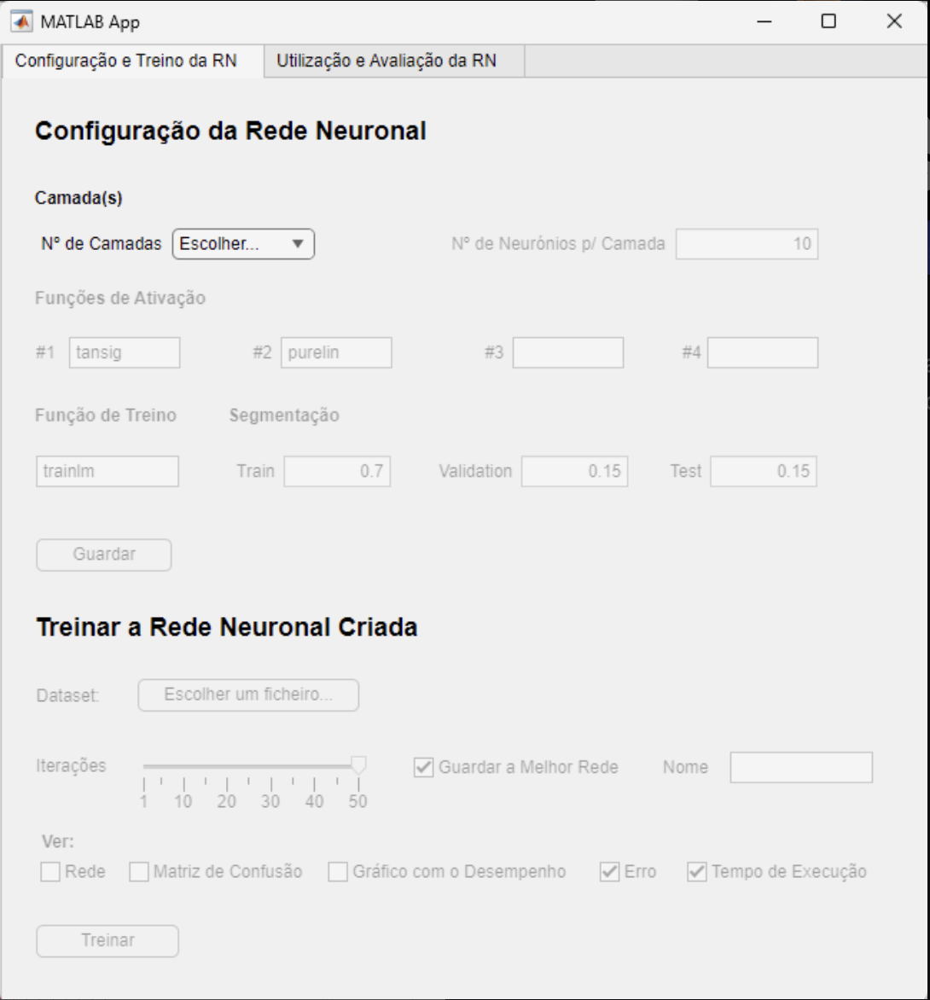 MATLAB App
Configuração e Treino da RN Utilização e Avaliação da RN
Configuração da Rede Neuronal
Camada(s)
Nº de Camadas Escolher... Nº de Neurónios p/ Camada 10
Funções de Ativação
#1 tansig #2 purelin #3 #4
Função de Treino Segmentação
trainlm Train 0.7 Validation 0.15 Test 0.15
Guardar
Treinar a Rede Neuronal Criada
Dataset: Escolher um ficheiro...
Iterações Guardar a Melhor Rede Nome
1 10 20 30 40 50
Ver:
Rede Matriz de Confusão Gráfico com o Desempenho Erro Tempo de Execução
Treinar